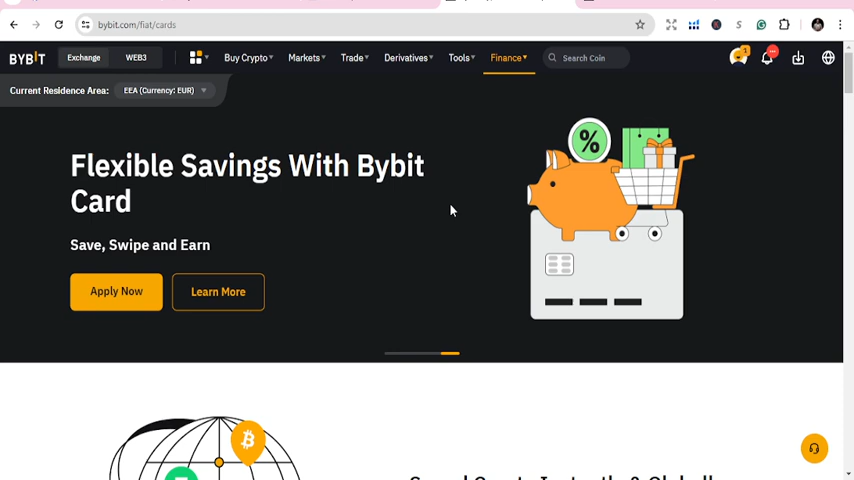 bybit.com/fiat/cards
BYBIT
Exchange
WEB3
Buy Crypto
Markets
Trade
Derivatives
Tools
Finance
Search Coin
Current Residence Area:
EEA (Currency: EUR)
Flexible Savings With Bybit
Card
Save, Swipe and Earn
Apply Now
Learn More
%